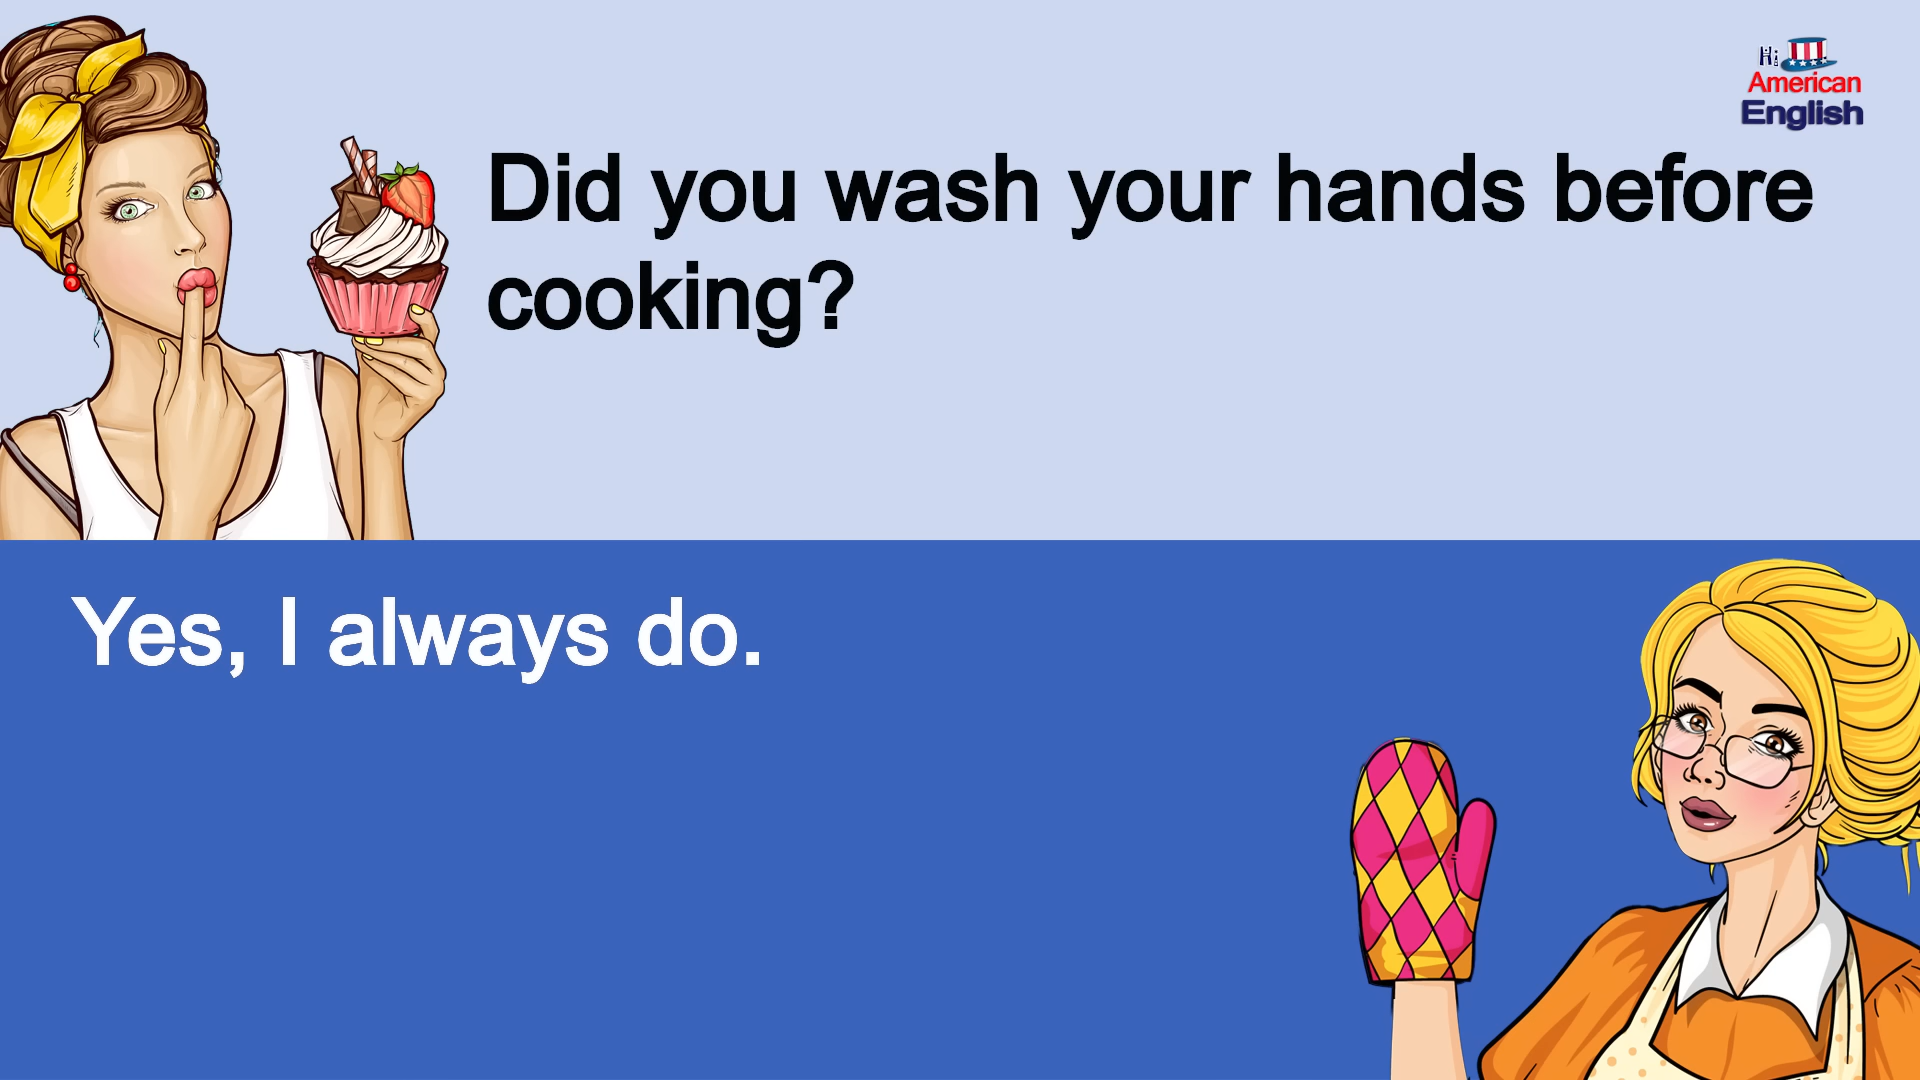 Hi
American
English
Did you wash your hands before
cooking?
Yes, I always do.